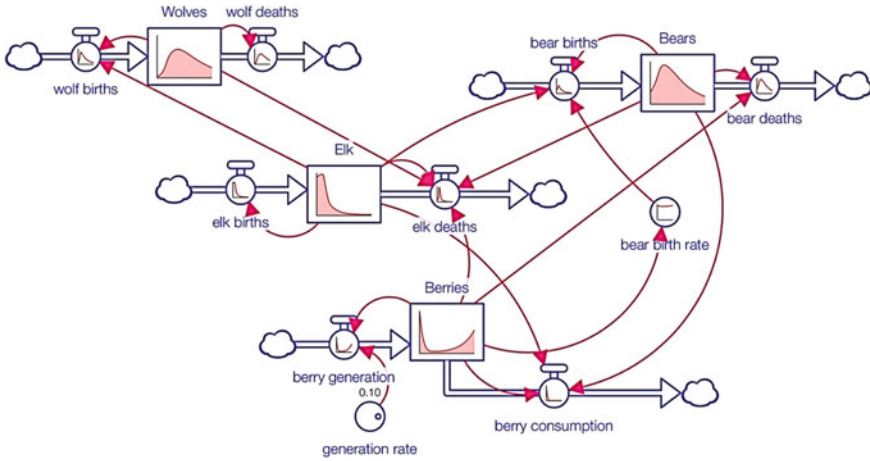 Wolves
wolf deaths
wolf births
bear births
Bears
bear deaths
Elk
elk births
elk deaths
bear birth rate
Berries
berry generation
0.10
generation rate
berry consumption